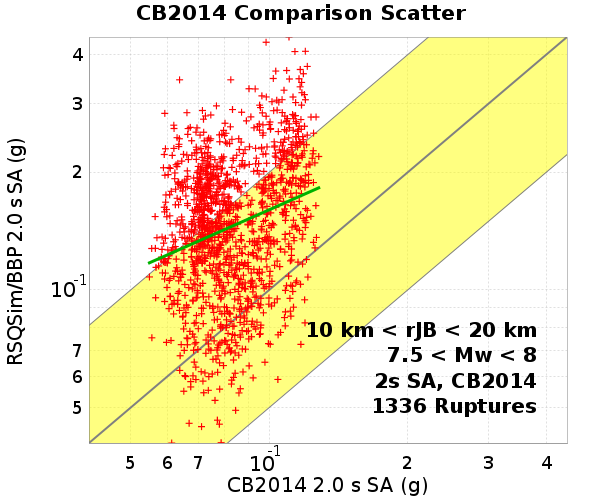 CB2014 Comparison Scatter
RSQSim/BBP 2.0 s SA (g)
4
3
2
10⁻¹
7
6
5
10 km < rJB < 20 km
7.5 < Mw < 8
2s SA, CB2014
1336 Ruptures
5 6 7 10⁻¹ 2 3 4
CB2014 2.0 s SA (g)